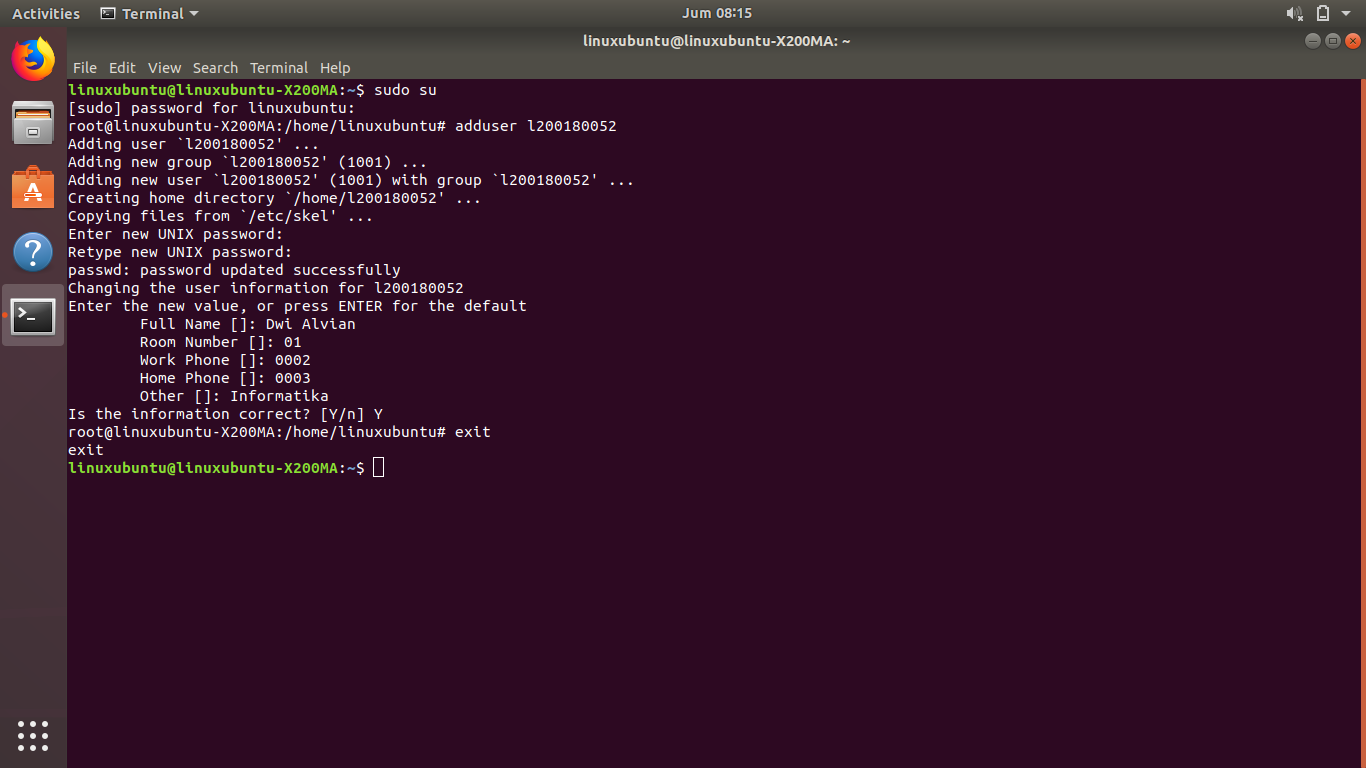 Activities Terminal Jum 08:15
linuxubuntu@linuxubuntu-X200MA: ~
File Edit View Search Terminal Help
linuxubuntu@linuxubuntu-X200MA:~$ sudo su
[sudo] password for linuxubuntu:
root@linuxubuntu-X200MA:/home/linuxubuntu# adduser l200180052
Adding user `l200180052' ...
Adding new group `l200180052' (1001) ...
Adding new user `l200180052' (1001) with group `l200180052' ...
Creating home directory `/home/l200180052' ...
Copying files from `/etc/skel' ...
Enter new UNIX password:
Retype new UNIX password:
passwd: password updated successfully
Changing the user information for l200180052
Enter the new value, or press ENTER for the default
Full Name []: Dwi Alvian
Room Number []: 01
Work Phone []: 0002
Home Phone []: 0003
Other []: Informatika
Is the information correct? [Y/n] Y
root@linuxubuntu-X200MA:/home/linuxubuntu# exit
exit
linuxubuntu@linuxubuntu-X200MA:~$